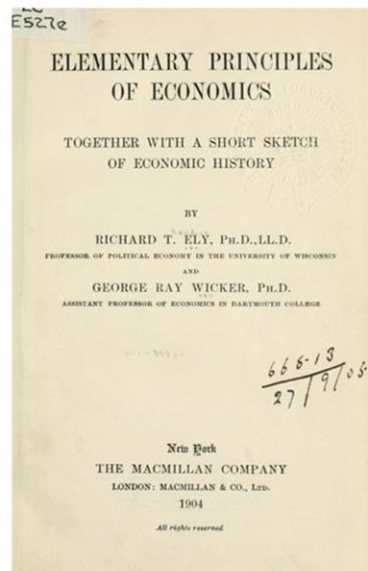 E527e
ELEMENTARY PRINCIPLES
OF ECONOMICS
TOGETHER WITH A SHORT SKETCH
OF ECONOMIC HISTORY
BY
RICHARD T. ELY, PH.D., LL.D.
PROFESSOR OF POLITICAL ECONOMY IN THE UNIVERSITY OF WISCONSIN
AND
GEORGE RAY WICKER, PH.D.
ASSISTANT PROFESSOR OF ECONOMICS IN DARTMOUTH COLLEGE
66513
27/9/05
New York
THE MACMILLAN COMPANY
LONDON: MACMILLAN & CO., LTD.
1904
All rights reserved